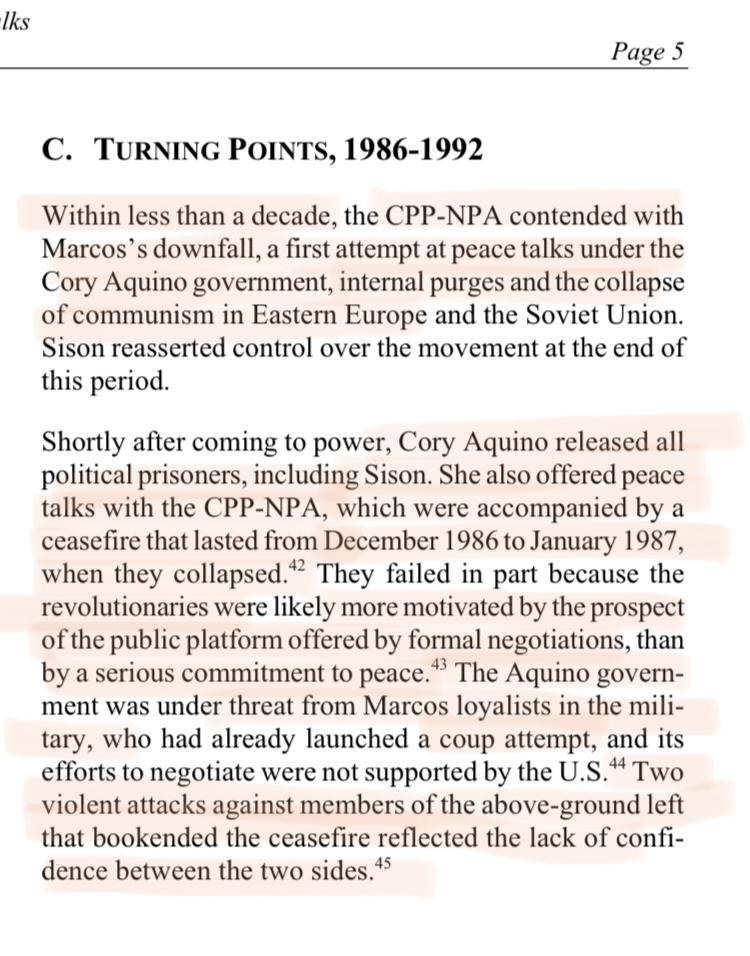 lks
Page 5
C. TURNING POINTS, 1986-1992
Within less than a decade, the CPP-NPA contended with
Marcos’s downfall, a first attempt at peace talks under the
Cory Aquino government, internal purges and the collapse
of communism in Eastern Europe and the Soviet Union.
Sison reasserted control over the movement at the end of
this period.
Shortly after coming to power, Cory Aquino released all
political prisoners, including Sison. She also offered peace
talks with the CPP-NPA, which were accompanied by a
ceasefire that lasted from December 1986 to January 1987,
when they collapsed.42 They failed in part because the
revolutionaries were likely more motivated by the prospect
of the public platform offered by formal negotiations, than
by a serious commitment to peace.43 The Aquino govern-
ment was under threat from Marcos loyalists in the mili-
tary, who had already launched a coup attempt, and its
efforts to negotiate were not supported by the U.S.44 Two
violent attacks against members of the above-ground left
that bookended the ceasefire reflected the lack of confi-
dence between the two sides.45